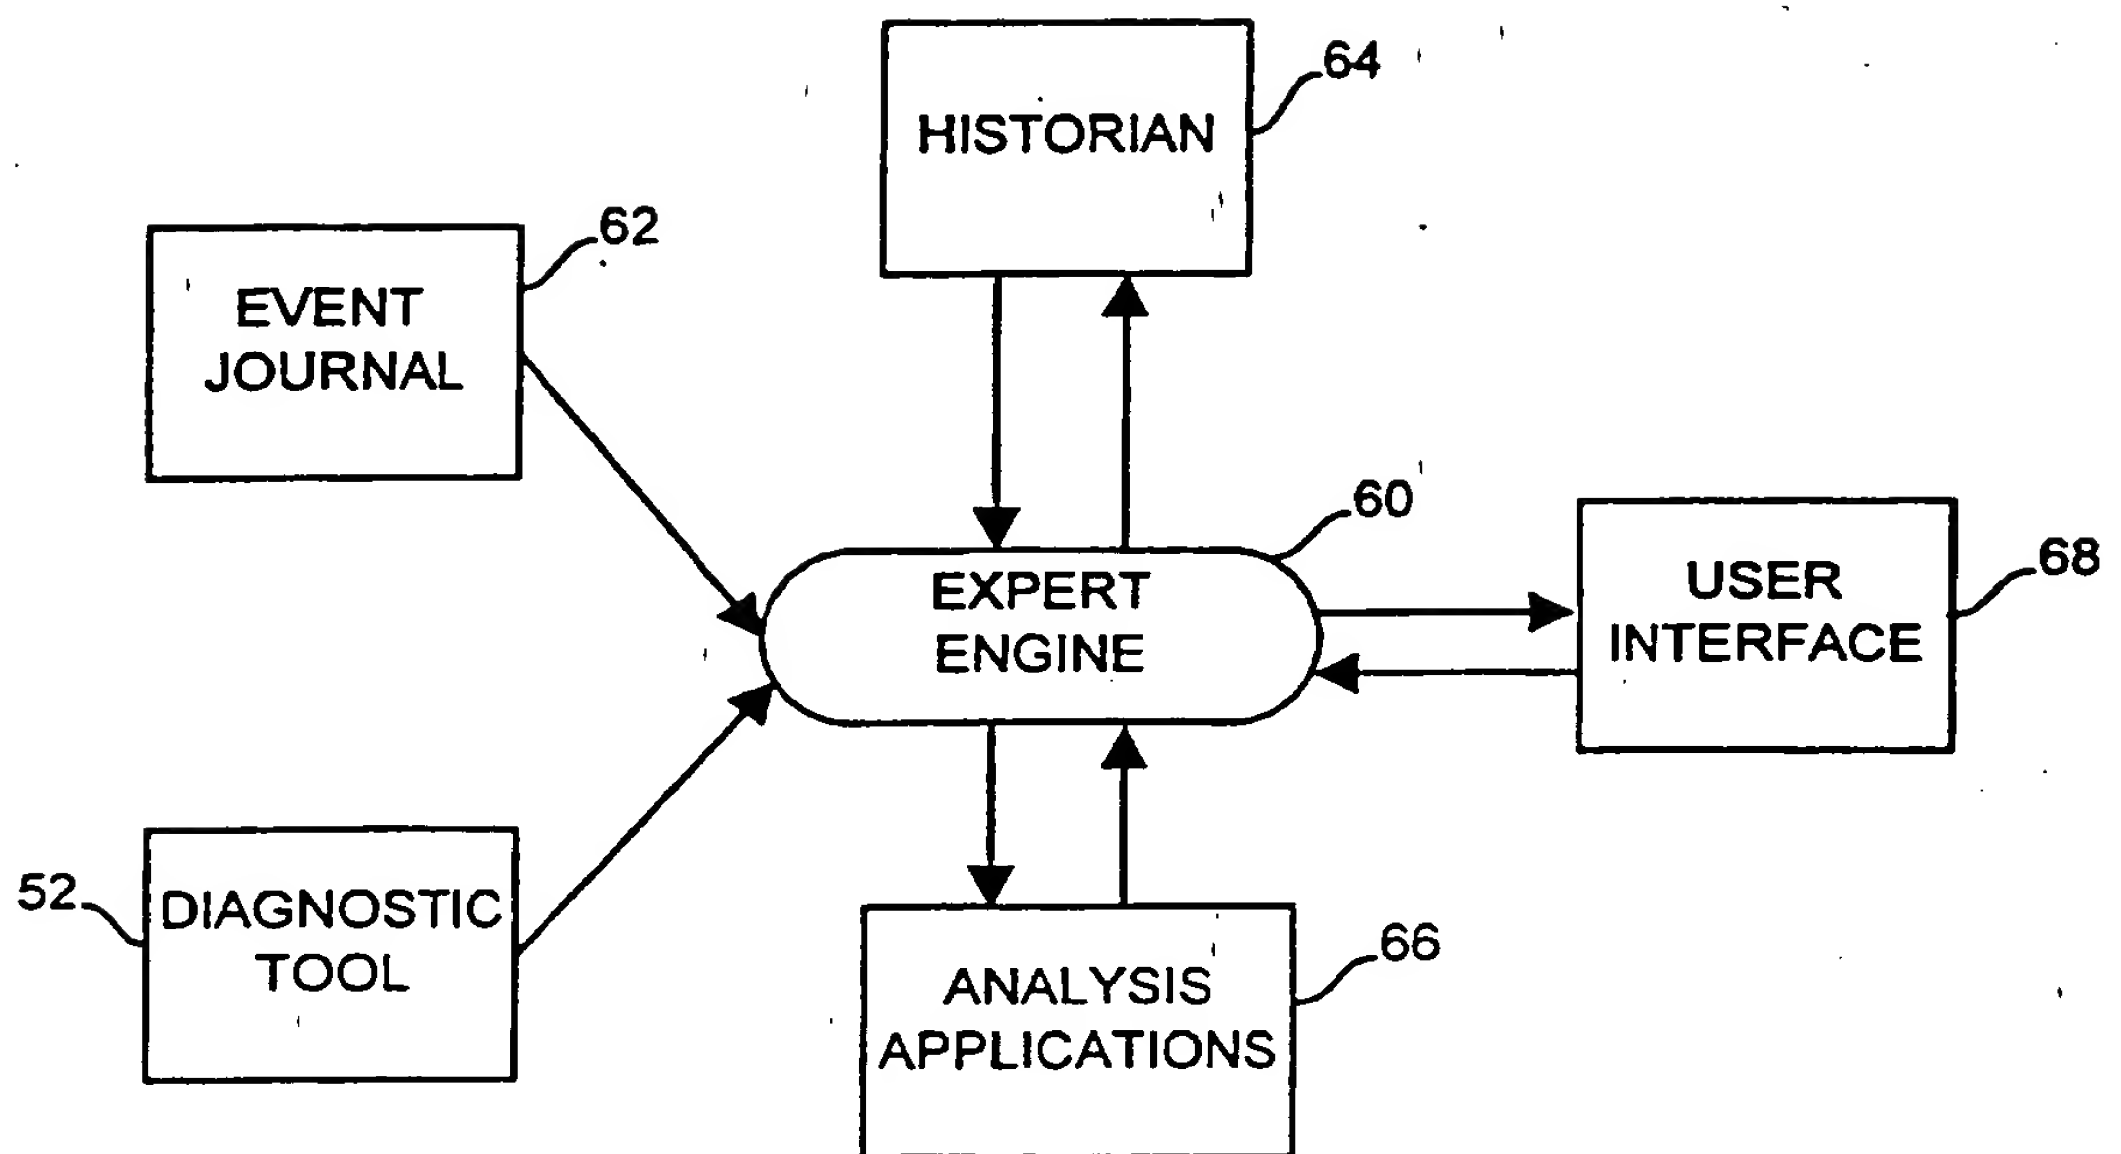 64
HISTORIAN
62
EVENT
JOURNAL
60
EXPERT
ENGINE
68
USER
INTERFACE
52
DIAGNOSTIC
TOOL
66
ANALYSIS
APPLICATIONS